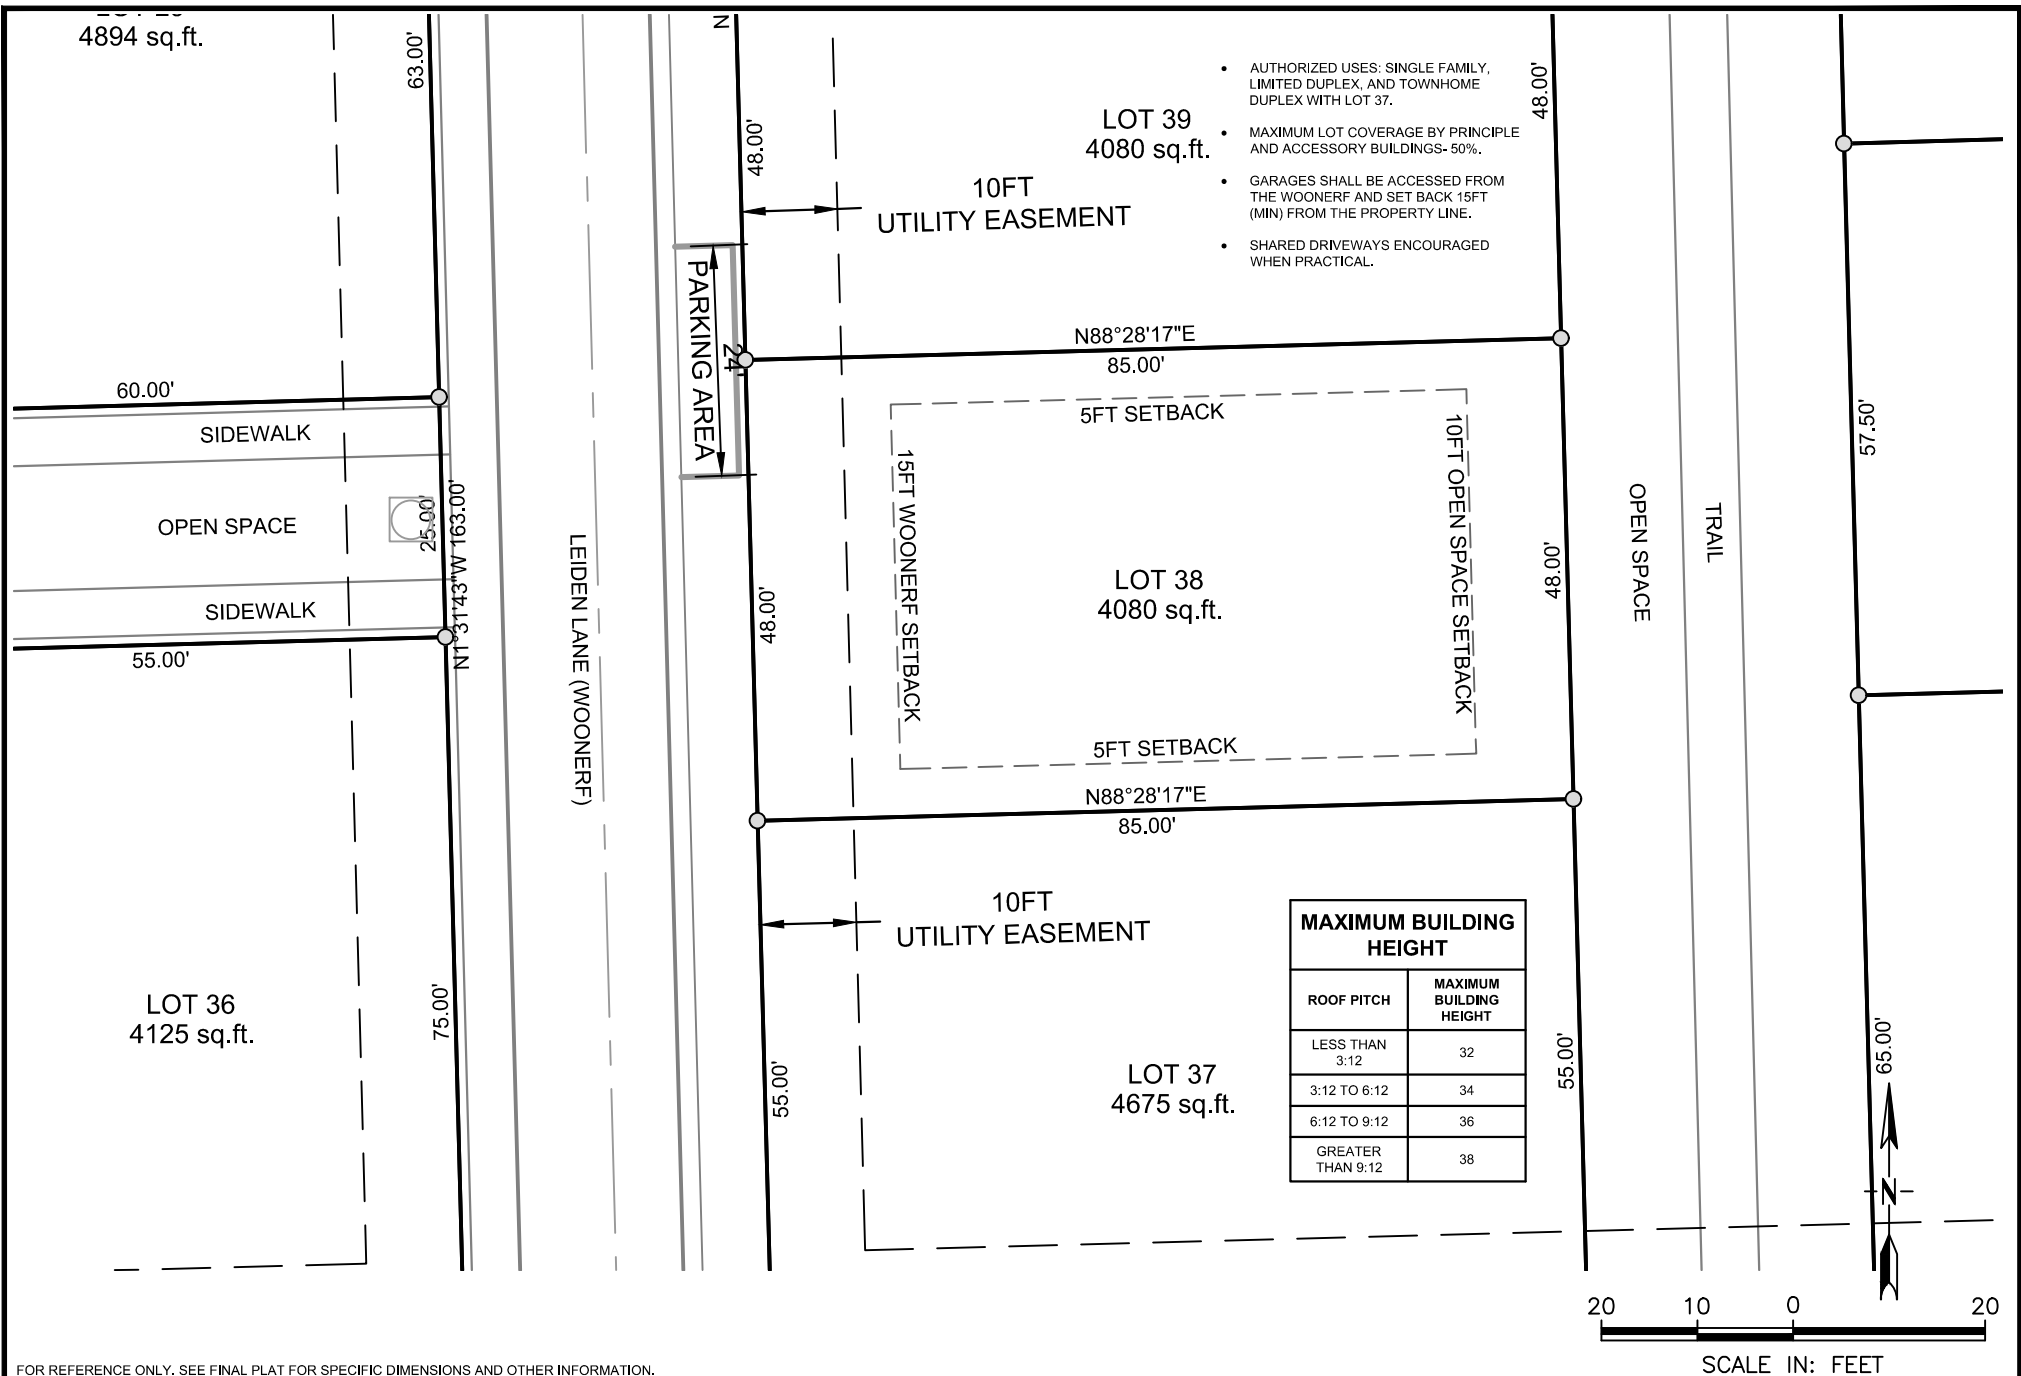 4894 sq.ft.
63.00'
N
48.00'
LOT 39
4080 sq.ft.
• AUTHORIZED USES: SINGLE FAMILY,
LIMITED DUPLEX, AND TOWNHOME
DUPLEX WITH LOT 37.
• MAXIMUM LOT COVERAGE BY PRINCIPLE
AND ACCESSORY BUILDINGS- 50%.
• GARAGES SHALL BE ACCESSED FROM
THE WOONERF AND SET BACK 15FT
(MIN) FROM THE PROPERTY LINE.
• SHARED DRIVEWAYS ENCOURAGED
WHEN PRACTICAL.
48.00'
10FT
UTILITY EASEMENT
PARKING AREA
24'
N88°28'17"E
85.00'
60.00'
SIDEWALK
OPEN SPACE
25.00'
N1°31'43"W 163.00'
SIDEWALK
55.00'
LEIDEN LANE (WOONERF)
48.00'
5FT SETBACK
15FT WOONERF SETBACK
LOT 38
4080 sq.ft.
10FT OPEN SPACE SETBACK
5FT SETBACK
48.00'
OPEN SPACE
TRAIL
57.50'
N88°28'17"E
85.00'
10FT
UTILITY EASEMENT
LOT 36
4125 sq.ft.
75.00'
55.00'
LOT 37
4675 sq.ft.
MAXIMUM BUILDING
HEIGHT
ROOF PITCH
MAXIMUM
BUILDING
HEIGHT
LESS THAN
3:12
32
3:12 TO 6:12
34
6:12 TO 9:12
36
GREATER
THAN 9:12
38
55.00'
65.00'
N
20 10 0 20
SCALE IN: FEET
FOR REFERENCE ONLY. SEE FINAL PLAT FOR SPECIFIC DIMENSIONS AND OTHER INFORMATION.